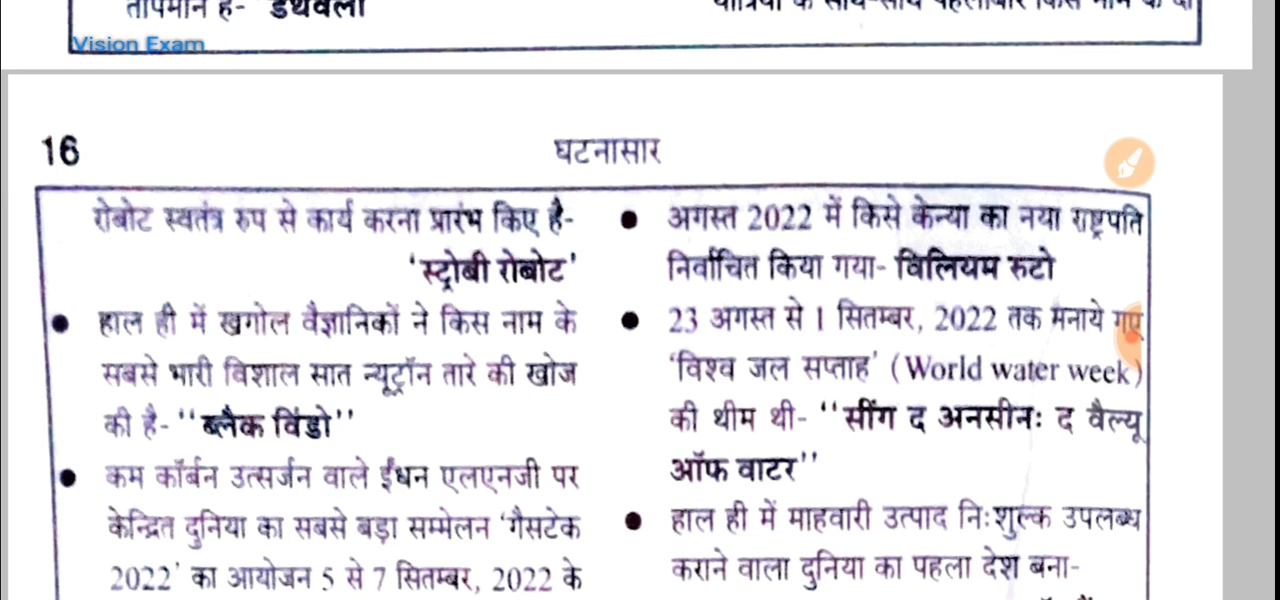 तापमान है- "डेथवैली
Vision Exam
16
घटनासार
रोबोट स्वतंत्र रुप से कार्य करना प्रारंभ किए है-
'स्ट्रोबी रोबोट'
● हाल ही में खगोल वैज्ञानिकों ने किस नाम के
सबसे भारी विशाल सात न्यूट्रॉन तारे की खोज
की है- ''ब्लैक विंडो''
● कम कॉर्बन उत्सर्जन वाले ईंधन एलएनजी पर
केन्द्रित दुनिया का सबसे बड़ा सम्मेलन 'गैसटेक
2022' का आयोजन 5 से 7 सितम्बर, 2022 के
● अगस्त 2022 में किसे केन्या का नया राष्ट्रपति
निर्वाचित किया गया- विलियम रुटो
● 23 अगस्त से 1 सितम्बर, 2022 तक मनाये गए
'विश्व जल सप्ताह' (World water week)
की थीम थी- ''सींग द अनसीनः द वैल्यू
ऑफ वाटर''
● हाल ही में माहवारी उत्पाद निःशुल्क उपलब्ध
कराने वाला दुनिया का पहला देश बना-